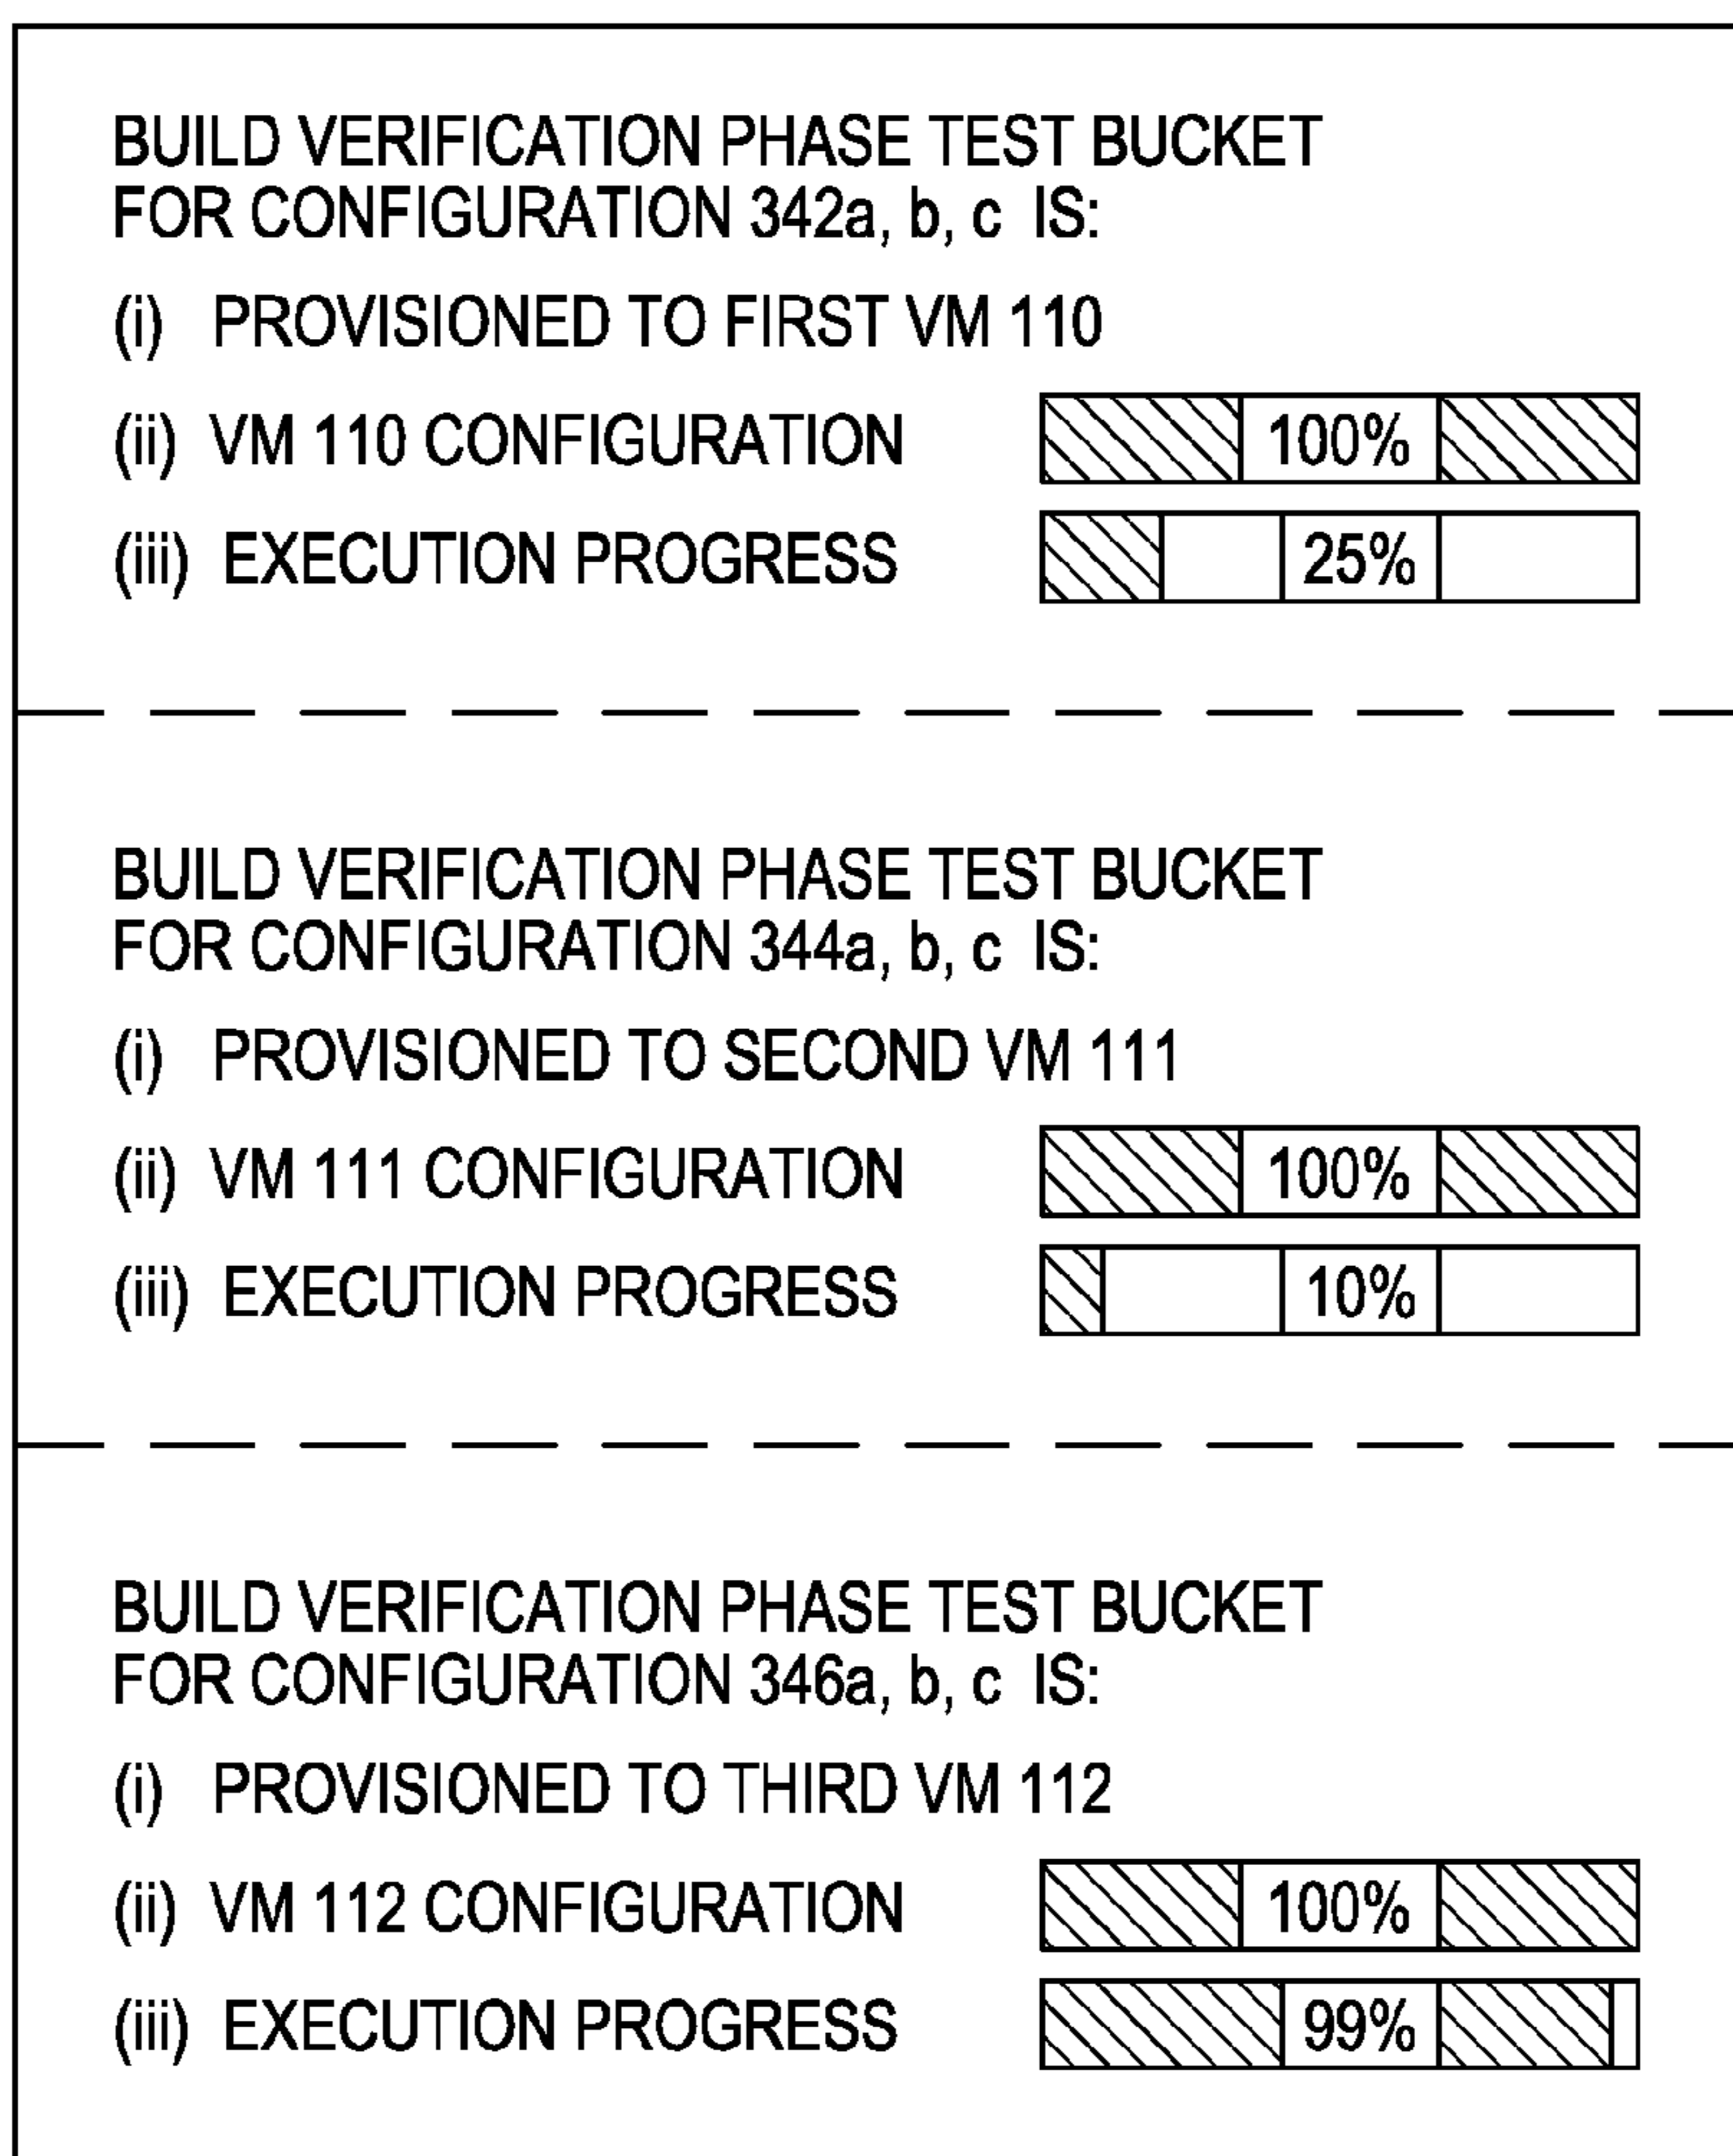 BUILD VERIFICATION PHASE TEST BUCKET
FOR CONFIGURATION 342a, b, c IS:
(i) PROVISIONED TO FIRST VM 110
(ii) VM 110 CONFIGURATION 100%
(iii) EXECUTION PROGRESS 25%
BUILD VERIFICATION PHASE TEST BUCKET
FOR CONFIGURATION 344a, b, c IS:
(i) PROVISIONED TO SECOND VM 111
(ii) VM 111 CONFIGURATION 100%
(iii) EXECUTION PROGRESS 10%
BUILD VERIFICATION PHASE TEST BUCKET
FOR CONFIGURATION 346a, b, c IS:
(i) PROVISIONED TO THIRD VM 112
(ii) VM 112 CONFIGURATION 100%
(iii) EXECUTION PROGRESS 99%